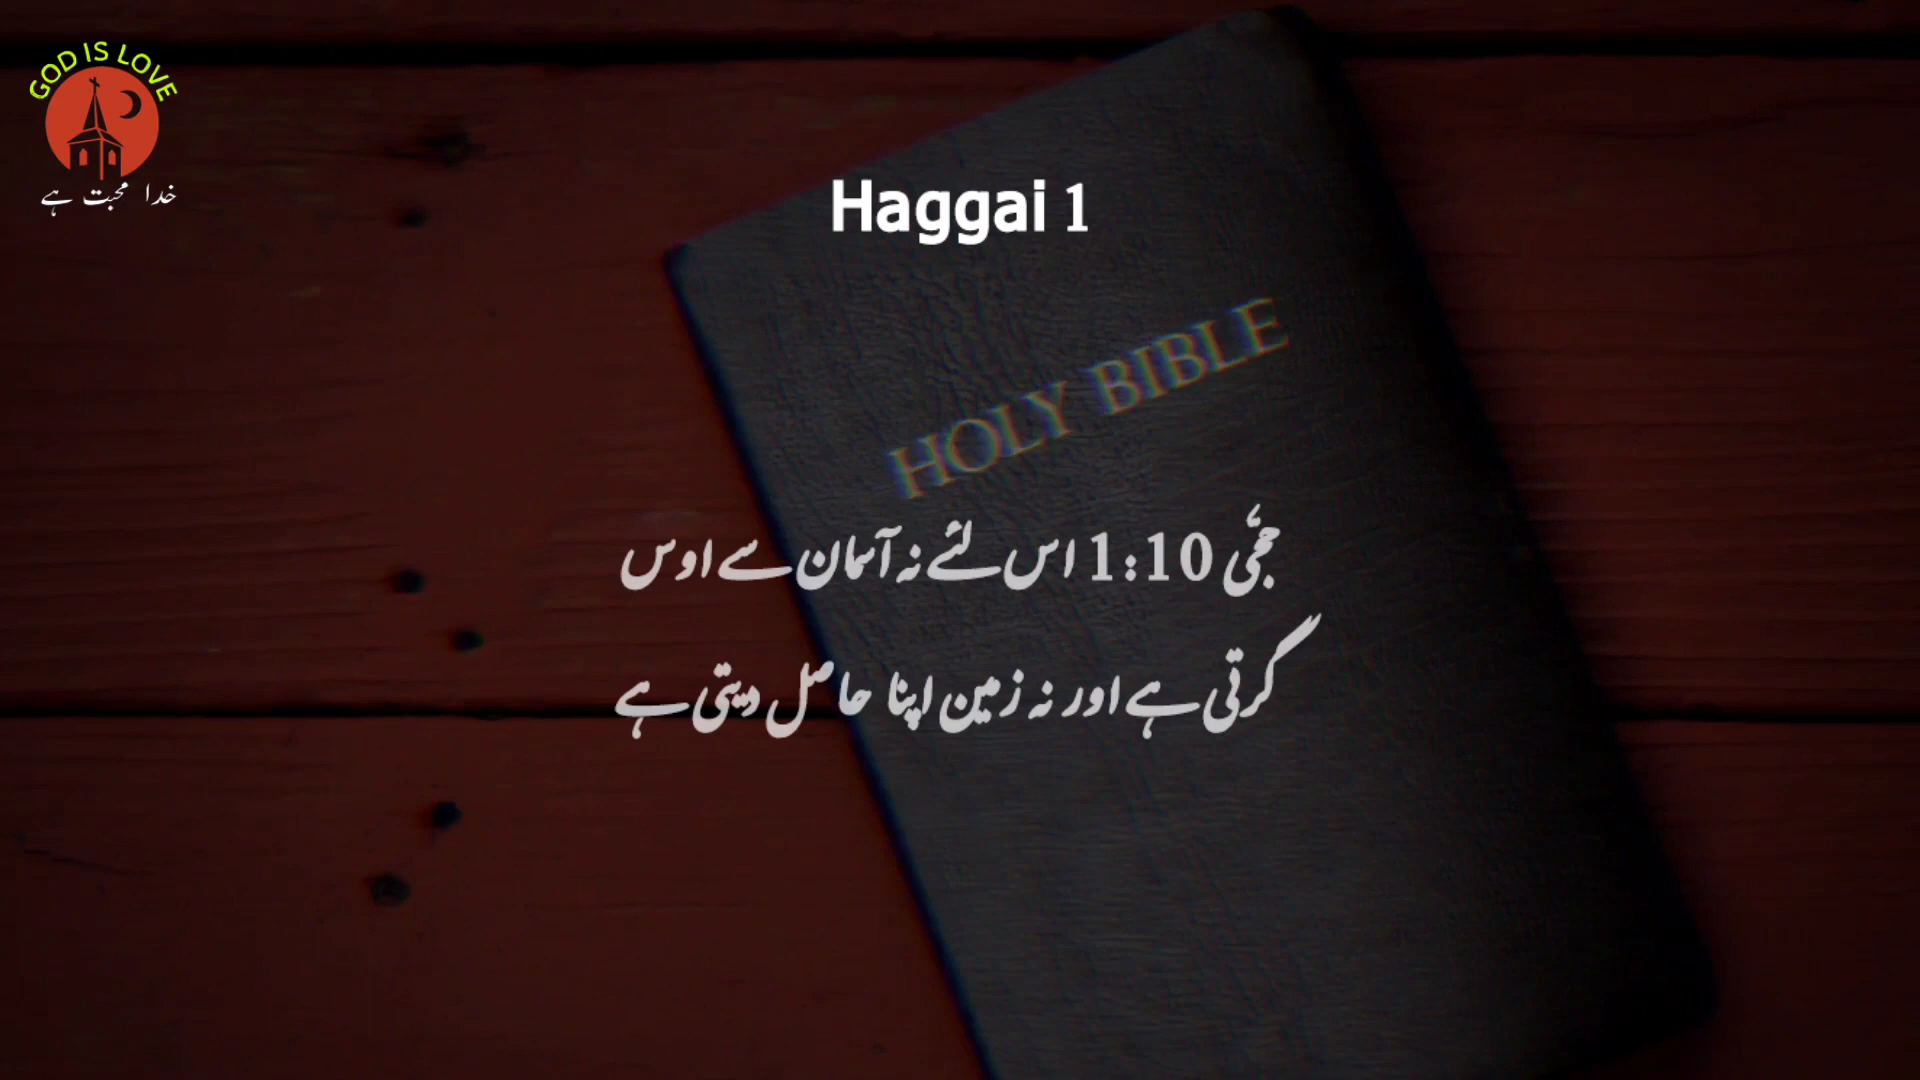 GOD IS LOVE
خدا محبت ہے
Haggai 1
HOLY BIBLE
حجَّی 1:10 اس لئے نہ آسمان سے اوس
گرتی ہے اور نہ زمین اپنا حاصل دیتی ہے